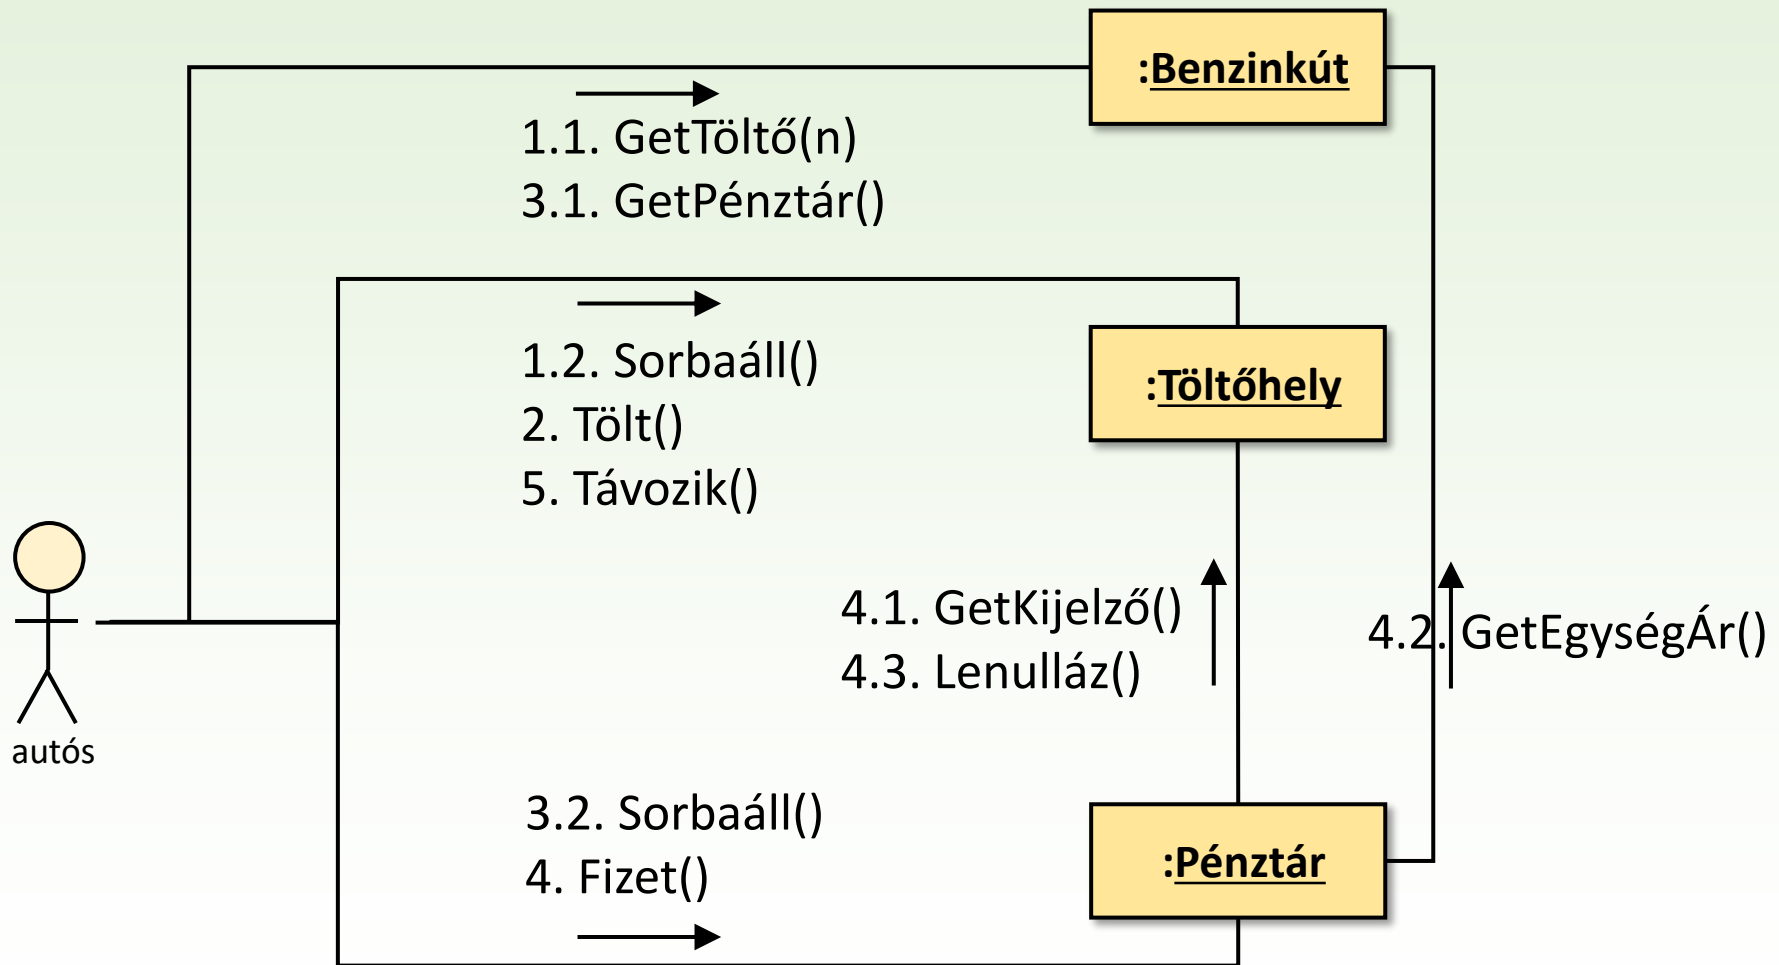 :Benzinkút
1.1. GetTöltő(n)
3.1. GetPénztár()
1.2. Sorbaáll()
2. Tölt()
5. Távozik()
:Töltőhely
4.1. GetKijelző()
4.3. Lenulláz()
4.2. GetEgységÁr()
autós
3.2. Sorbaáll()
4. Fizet()
:Pénztár